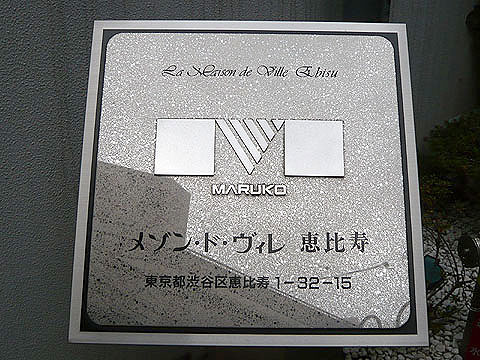 La Maison de Ville Ebisu
MARUKO
メゾン・ド・ヴィレ 恵比寿
東京都渋谷区恵比寿1-32-15